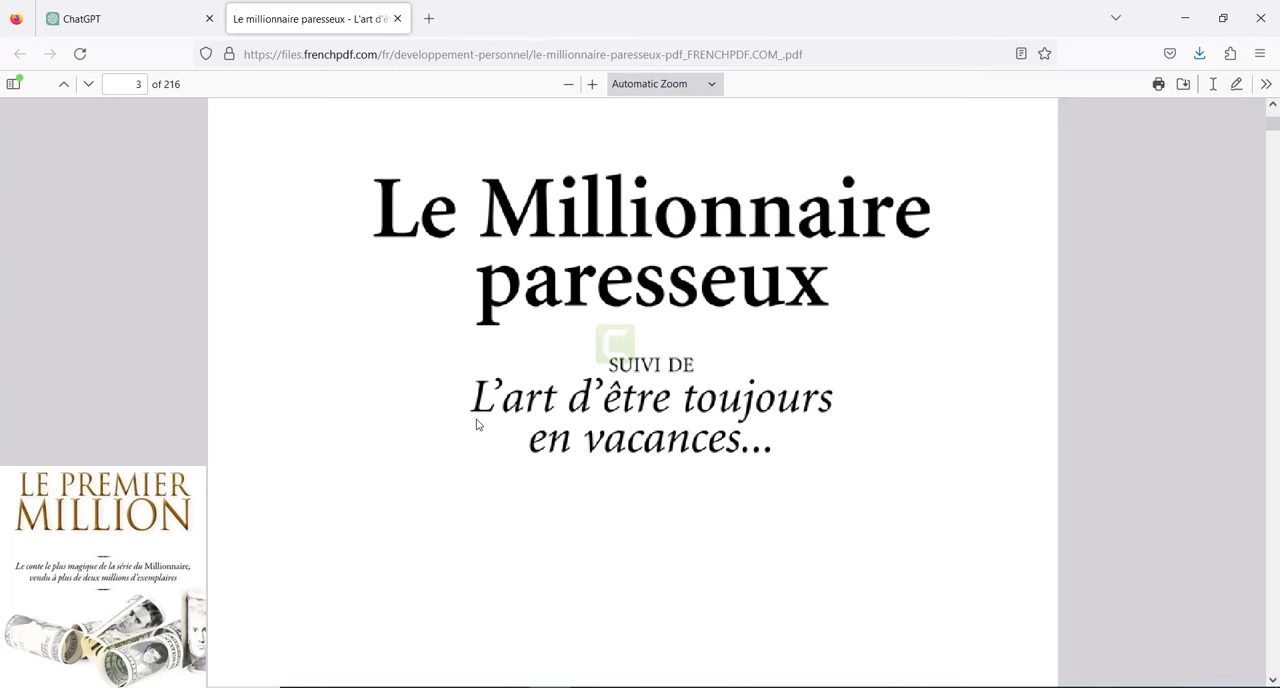 ChatGPT
Le millionnaire paresseux - L'art d'ê
https://files.frenchpdf.com/fr/developpement-personnel/le-millionnaire-paresseux-pdf_FRENCHPDF.COM_.pdf
3 of 216
Automatic Zoom
Le Millionnaire
paresseux
SUIVI DE
L'art d'être toujours
en vacances...
LE PREMIER
MILLION
Le conte le plus magique de la série du Millionnaire,
vendu à plus de deux millions d'exemplaires